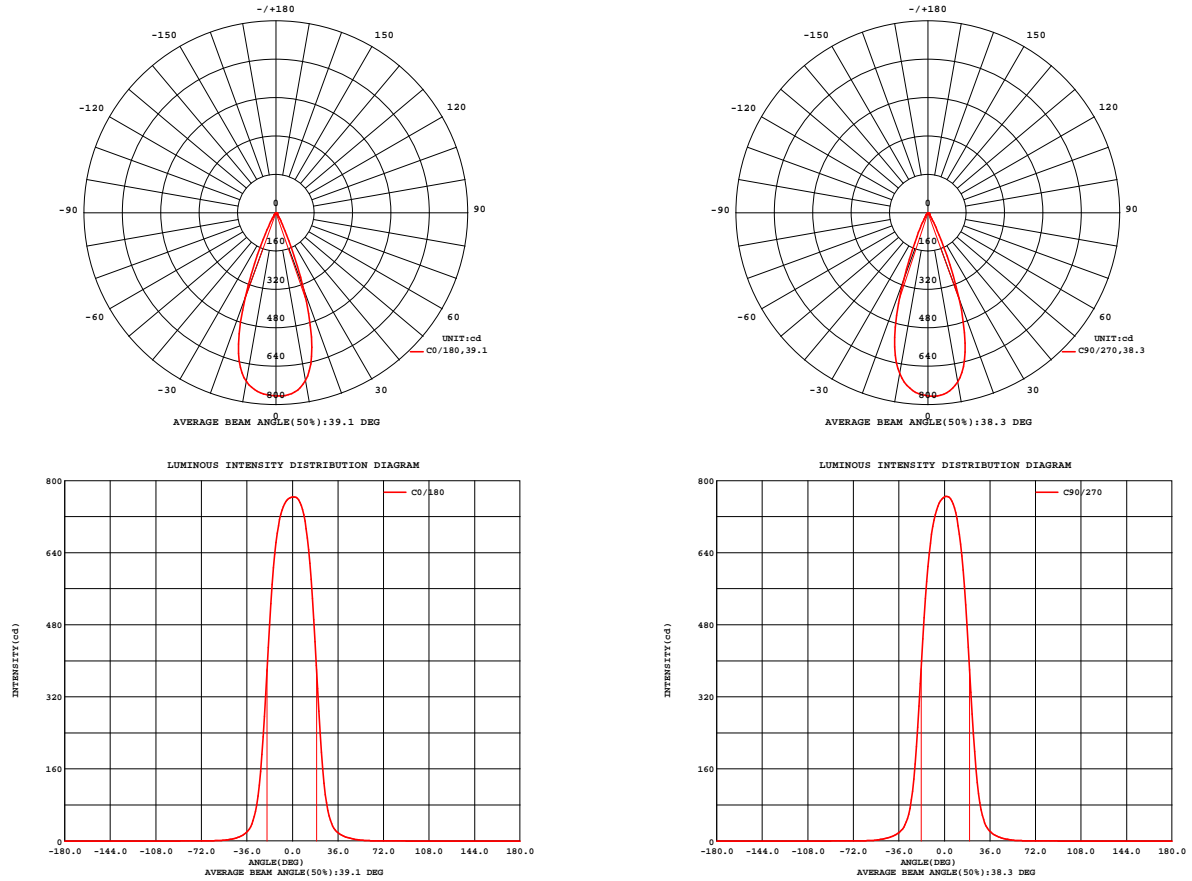 -/+180
-150
150
-120
120
-90
90
0
160
320
480
640
800
-60
60
-30
30
0
UNIT:cd
C0/180,39.1
AVERAGE BEAM ANGLE(50%):39.1 DEG
-/+180
-150
150
-120
120
-90
90
0
160
320
480
640
800
-60
60
-30
30
0
UNIT:cd
C90/270,38.3
AVERAGE BEAM ANGLE(50%):38.3 DEG
LUMINOUS INTENSITY DISTRIBUTION DIAGRAM
C0/180
INTENSITY(cd)
800
640
480
320
160
0
-180.0 -144.0 -108.0 -72.0 -36.0 0.0 36.0 72.0 108.0 144.0 180.0
ANGLE(DEG)
AVERAGE BEAM ANGLE(50%):39.1 DEG
LUMINOUS INTENSITY DISTRIBUTION DIAGRAM
C90/270
INTENSITY(cd)
800
640
480
320
160
0
-180.0 -144.0 -108.0 -72.0 -36.0 0.0 36.0 72.0 108.0 144.0 180.0
ANGLE(DEG)
AVERAGE BEAM ANGLE(50%):38.3 DEG